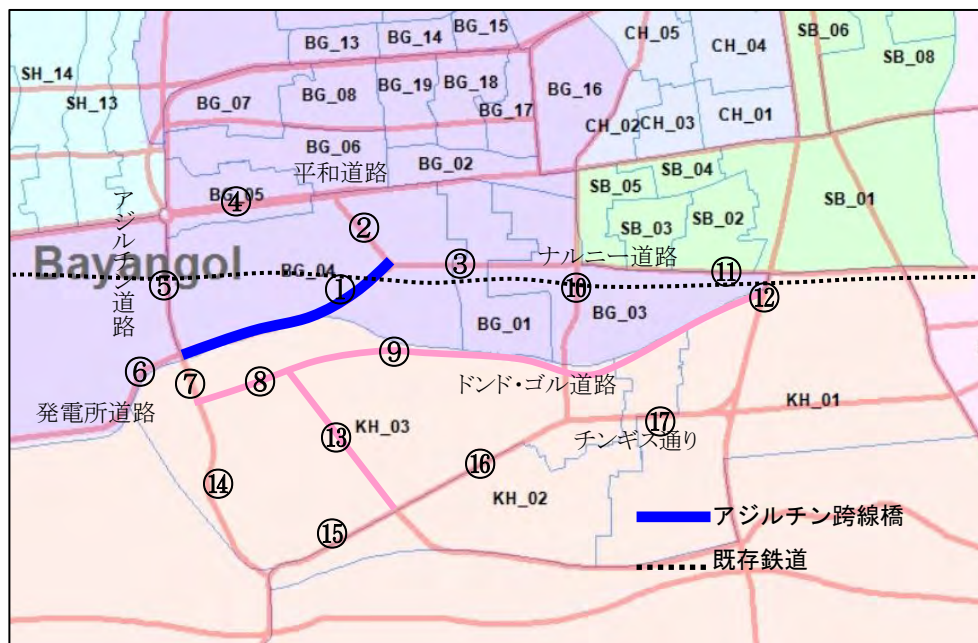 BG_13
BG_14
BG_15
CH_05
CH_04
SB_06
SB_08
SH_14
SH_13
BG_07
BG_08
BG_19
BG_18
BG_17
BG_16
CH_02
CH_03
CH_01
BG_06
平和道路
BG_02
SB_05
SB_04
SB_03
SB_02
SB_01
BG_05
④
アジルチン道路
②
Bayangol
BG_04
①
③
ナルニー道路
⑤
⑩
⑪
⑫
BG_01
BG_03
⑥
⑦
⑧
⑨
発電所道路
ドンド・ゴル道路
KH_01
⑬
KH_03
⑰
チンギス通り
⑭
⑯
KH_02
⑮
アジルチン跨線橋
既存鉄道